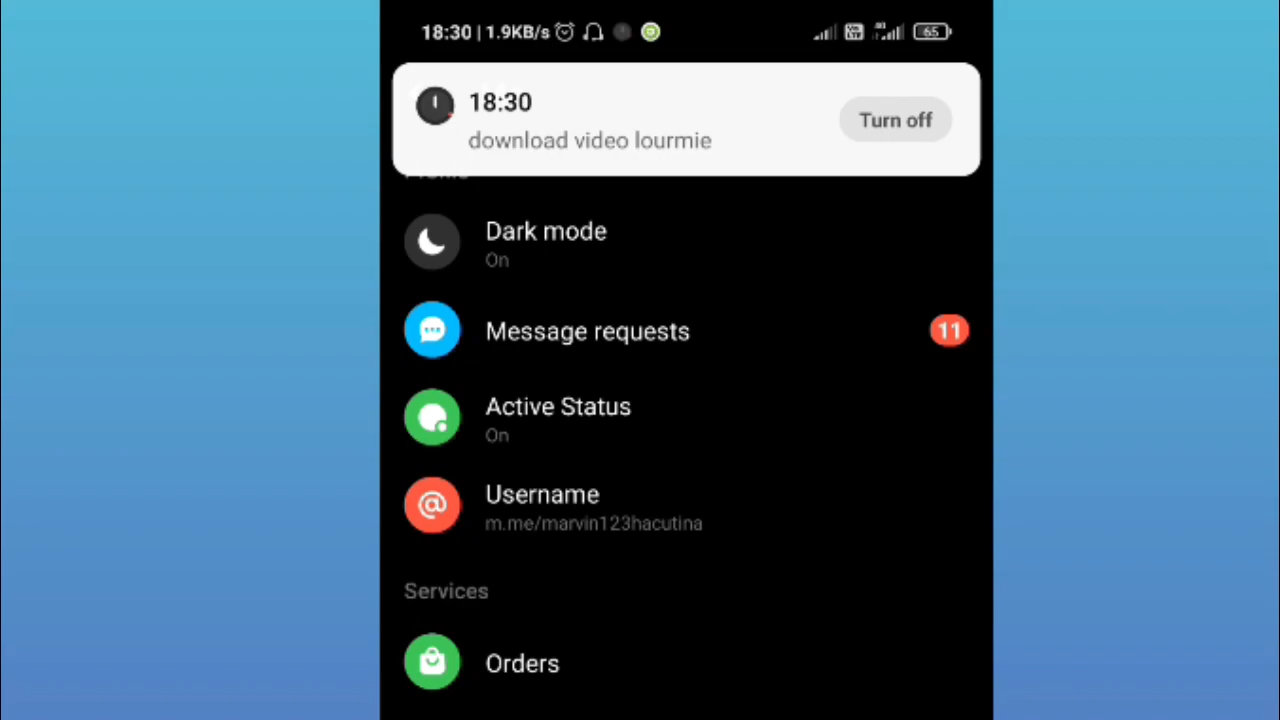 18:30 | 1.9KB/s
65
18:30
download video lourmie
Turn off
Dark mode
On
Message requests
11
Active Status
On
Username
m.me/marvin123hacutina
Services
Orders